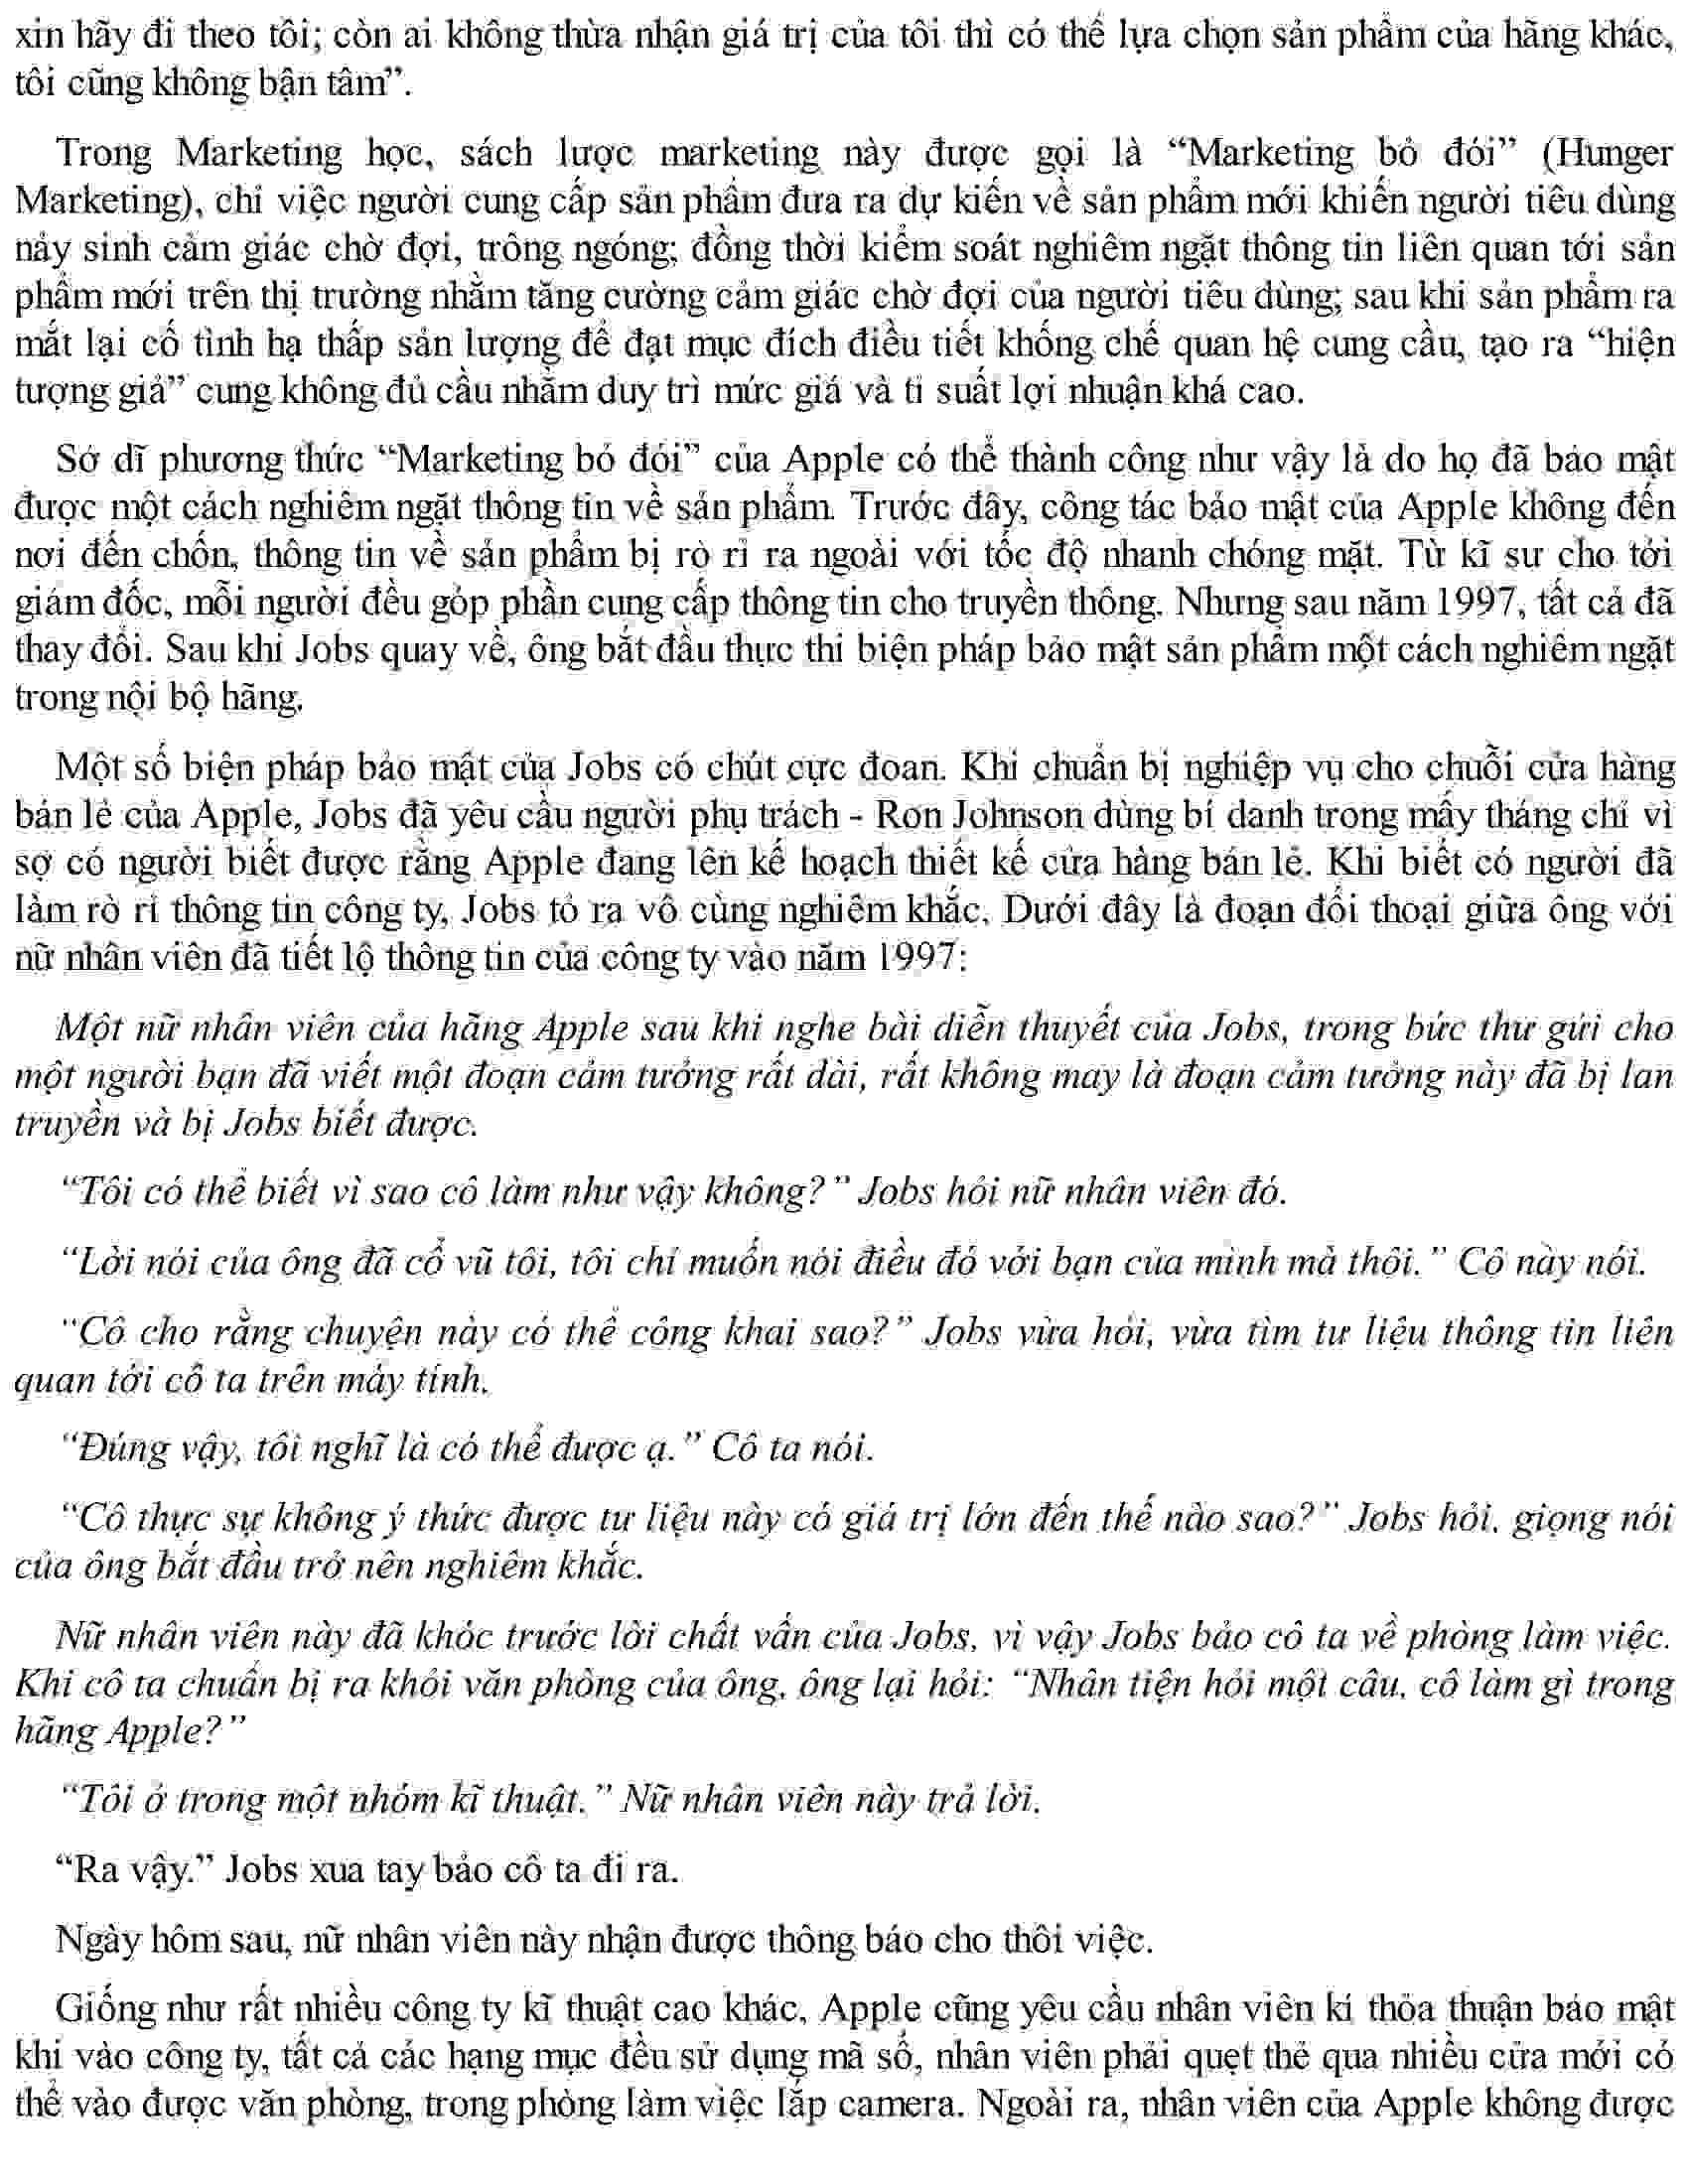 xin hãy đi theo tôi; còn ai không thừa nhận giá trị của tôi thì có thể lựa chọn sản phẩm của hãng khác,
tôi cũng không bận tâm”.
Trong Marketing học, sách lược marketing này được gọi là “Marketing bỏ đói” (Hunger
Marketing), chỉ việc người cung cấp sản phẩm đưa ra dự kiến về sản phẩm mới khiến người tiêu dùng
nảy sinh cảm giác chờ đợi, trông ngóng; đồng thời kiểm soát nghiêm ngặt thông tin liên quan tới sản
phẩm mới trên thị trường nhằm tăng cường cảm giác chờ đợi của người tiêu dùng; sau khi sản phẩm ra
mắt lại cố tình hạ thấp sản lượng để đạt mục đích điều tiết khống chế quan hệ cung cầu, tạo ra “hiện
tượng giả” cung không đủ cầu nhằm duy trì mức giá và tỉ suất lợi nhuận khá cao.
Sở dĩ phương thức “Marketing bỏ đói” của Apple có thể thành công như vậy là do họ đã bảo mật
được một cách nghiêm ngặt thông tin về sản phẩm. Trước đây, công tác bảo mật của Apple không đến
nơi đến chốn, thông tin về sản phẩm bị rò rỉ ra ngoài với tốc độ nhanh chóng mặt. Từ kĩ sư cho tới
giám đốc, mỗi người đều góp phần cung cấp thông tin cho truyền thông. Nhưng sau năm 1997, tất cả đã
thay đổi. Sau khi Jobs quay về, ông bắt đầu thực thi biện pháp bảo mật sản phẩm một cách nghiêm ngặt
trong nội bộ hãng.
Một số biện pháp bảo mật của Jobs có chút cực đoan. Khi chuẩn bị nghiệp vụ cho chuỗi cửa hàng
bán lẻ của Apple, Jobs đã yêu cầu người phụ trách - Ron Johnson dùng bí danh trong mấy tháng chỉ vì
sợ có người biết được rằng Apple đang lên kế hoạch thiết kế cửa hàng bán lẻ. Khi biết có người đã
làm rò rỉ thông tin công ty, Jobs tỏ ra vô cùng nghiêm khắc. Dưới đây là đoạn đối thoại giữa ông với
nữ nhân viên đã tiết lộ thông tin của công ty vào năm 1997:
Một nữ nhân viên của hãng Apple sau khi nghe bài diễn thuyết của Jobs, trong bức thư gửi cho
một người bạn đã viết một đoạn cảm tưởng rất dài, rất không may là đoạn cảm tưởng này đã bị lan
truyền và bị Jobs biết được.
“Tôi có thể biết vì sao cô làm như vậy không?” Jobs hỏi nữ nhân viên đó.
“Lời nói của ông đã cổ vũ tôi, tôi chỉ muốn nói điều đó với bạn của mình mà thôi.” Cô này nói.
“Cô cho rằng chuyện này có thể công khai sao?” Jobs vừa hỏi, vừa tìm tư liệu thông tin liên
quan tới cô ta trên máy tính.
“Đúng vậy, tôi nghĩ là có thể được ạ.” Cô ta nói.
“Cô thực sự không ý thức được tư liệu này có giá trị lớn đến thế nào sao?” Jobs hỏi, giọng nói
của ông bắt đầu trở nên nghiêm khắc.
Nữ nhân viên này đã khóc trước lời chất vấn của Jobs, vì vậy Jobs bảo cô ta về phòng làm việc.
Khi cô ta chuẩn bị ra khỏi văn phòng của ông, ông lại hỏi: “Nhân tiện hỏi một câu, cô làm gì trong
hãng Apple?”
“Tôi ở trong một nhóm kĩ thuật.” Nữ nhân viên này trả lời.
“Ra vậy.” Jobs xua tay bảo cô ta đi ra.
Ngày hôm sau, nữ nhân viên này nhận được thông báo cho thôi việc.
Giống như rất nhiều công ty kĩ thuật cao khác, Apple cũng yêu cầu nhân viên kí thỏa thuận bảo mật
khi vào công ty, tất cả các hạng mục đều sử dụng mã số, nhân viên phải quẹt thẻ qua nhiều cửa mới có
thể vào được văn phòng, trong phòng làm việc lắp camera. Ngoài ra, nhân viên của Apple không được